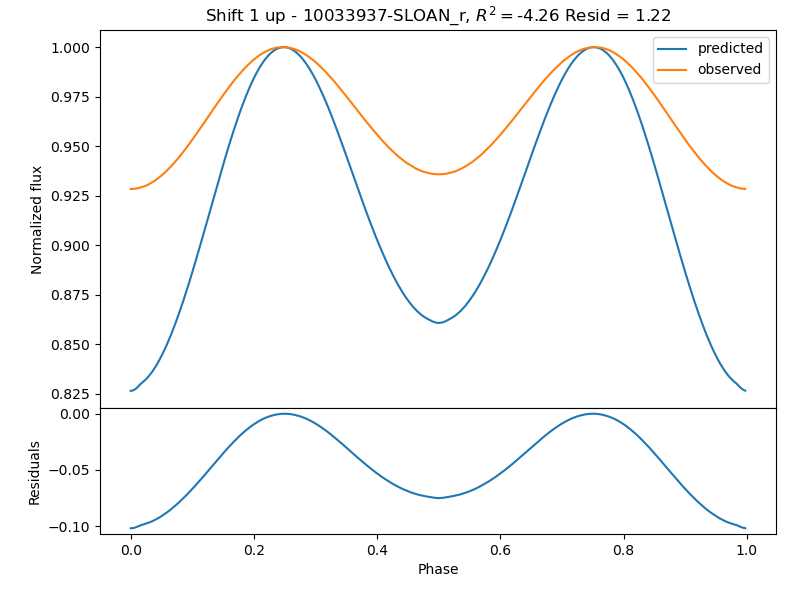 Shift 1 up - 10033937-SLOAN_r, R² = -4.26 Resid = 1.22
predicted
observed
Normalized flux
1.000
0.975
0.950
0.925
0.900
0.875
0.850
0.825
Residuals
0.00
−0.05
−0.10
0.0 0.2 0.4 0.6 0.8 1.0
Phase